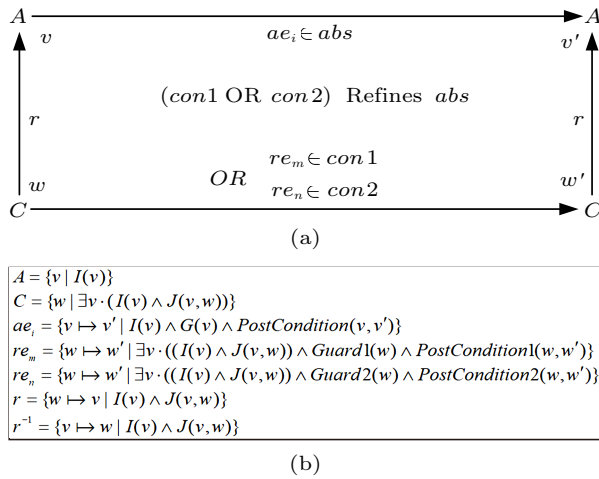 A A
ae_i ∈ abs
v v′
(con1 OR con2) Refines abs
r r
re_m ∈ con1
OR
re_n ∈ con2
w w′
C C
(a)
A = {v | I(v)}
C = {w | ∃v · (I(v) ∧ J(v,w))}
ae_i = {v ↦ v′ | I(v) ∧ G(v) ∧ PostCondition(v,v′)}
re_m = {w ↦ w′ | ∃v · ((I(v) ∧ J(v,w)) ∧ Guard1(w) ∧ PostCondition1(w,w′)}
re_n = {w ↦ w′ | ∃v · ((I(v) ∧ J(v,w)) ∧ Guard2(w) ∧ PostCondition2(w,w′)}
r = {w ↦ v | I(v) ∧ J(v,w)}
r⁻¹ = {v ↦ w | I(v) ∧ J(v,w)}
(b)